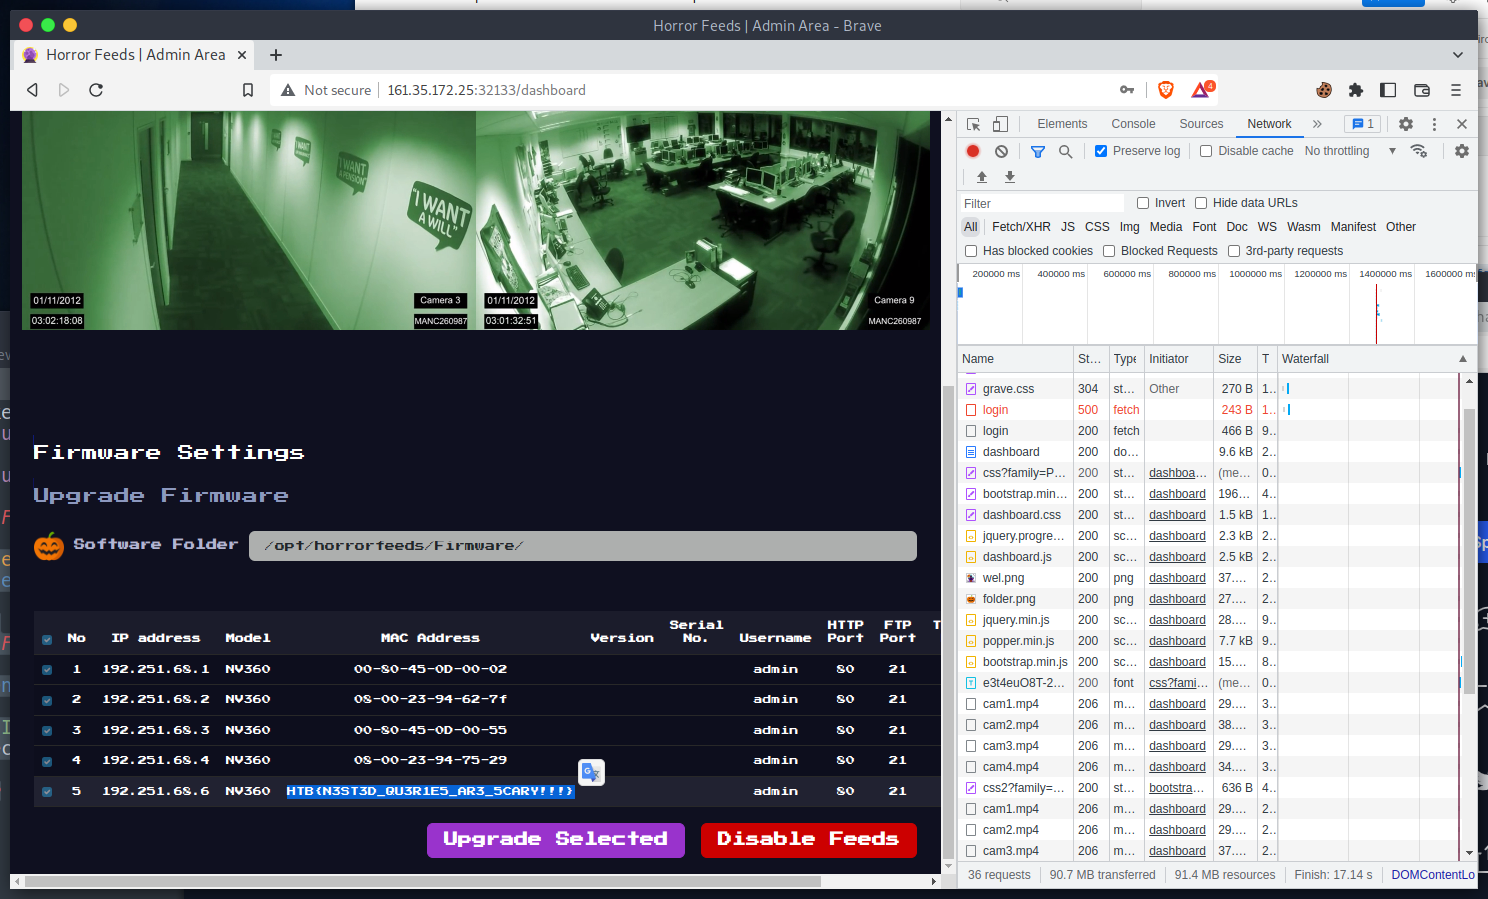 Horror Feeds | Admin Area - Brave
Horror Feeds | Admin Area
Not secure 161.35.172.25:32133/dashboard
4
"I WANT A PENSION"
"I WANT A WILL"
01/11/2012
03:02:18:08
Camera 3
MANC260987
01/11/2012
03:01:32:51
Camera 9
MANC260987
Firmware Settings
Upgrade Firmware
Software Folder /opt/horrorfeeds/Firmware/
No IP address Model MAC Address Version Serial No. Username HTTP Port FTP Port T
1 192.251.68.1 NV360 00-80-45-0D-00-02 admin 80 21
2 192.251.68.2 NV360 08-00-23-94-62-7f admin 80 21
3 192.251.68.3 NV360 00-80-45-0D-00-55 admin 80 21
4 192.251.68.4 NV360 08-00-23-94-75-29 admin 80 21
5 192.251.68.6 NV360 HTB{N3ST3D_QU3R1E5_AR3_5CARY!!!} admin 80 21
Upgrade Selected Disable Feeds
Elements Console Sources Network » 1
Preserve log Disable cache No throttling
Filter Invert Hide data URLs
All Fetch/XHR JS CSS Img Media Font Doc WS Wasm Manifest Other
Has blocked cookies Blocked Requests 3rd-party requests
200000 ms 400000 ms 600000 ms 800000 ms 1000000 ms 1200000 ms 1400000 ms 1600000 ms
Name St... Type Initiator Size T Waterfall
grave.css 304 st... Other 270 B 1..
login 500 fetch 243 B 1..
login 200 fetch 466 B 9..
dashboard 200 do... 9.6 kB 2..
css?family=P... 200 st... dashboa... (me... 0..
bootstrap.min... 200 st... dashboard 196... 4..
dashboard.css 200 st... dashboard 1.5 kB 1..
jquery.progre... 200 sc... dashboard 2.3 kB 9..
dashboard.js 200 sc... dashboard 2.5 kB 2..
wel.png 200 png dashboard 37.... 2..
folder.png 200 png dashboard 27.... 2..
jquery.min.js 200 sc... dashboard 28.... 9..
popper.min.js 200 sc... dashboard 7.7 kB 9..
bootstrap.min.js 200 sc... dashboard 15.... 8..
e3t4euO8T-2... 200 font css?fami... (me... 0..
cam1.mp4 206 m... dashboard 29.... 3..
cam2.mp4 206 m... dashboard 38.... 3..
cam3.mp4 206 m... dashboard 29.... 3..
cam4.mp4 206 m... dashboard 34.... 3..
css2?family=... 200 st... bootstra... 636 B 4..
cam1.mp4 206 m... dashboard 29.... 2..
cam2.mp4 206 m... dashboard 29.... 2..
cam3.mp4 206 m... dashboard 37.... 2..
36 requests 90.7 MB transferred 91.4 MB resources Finish: 17.14 s DOMContentLo